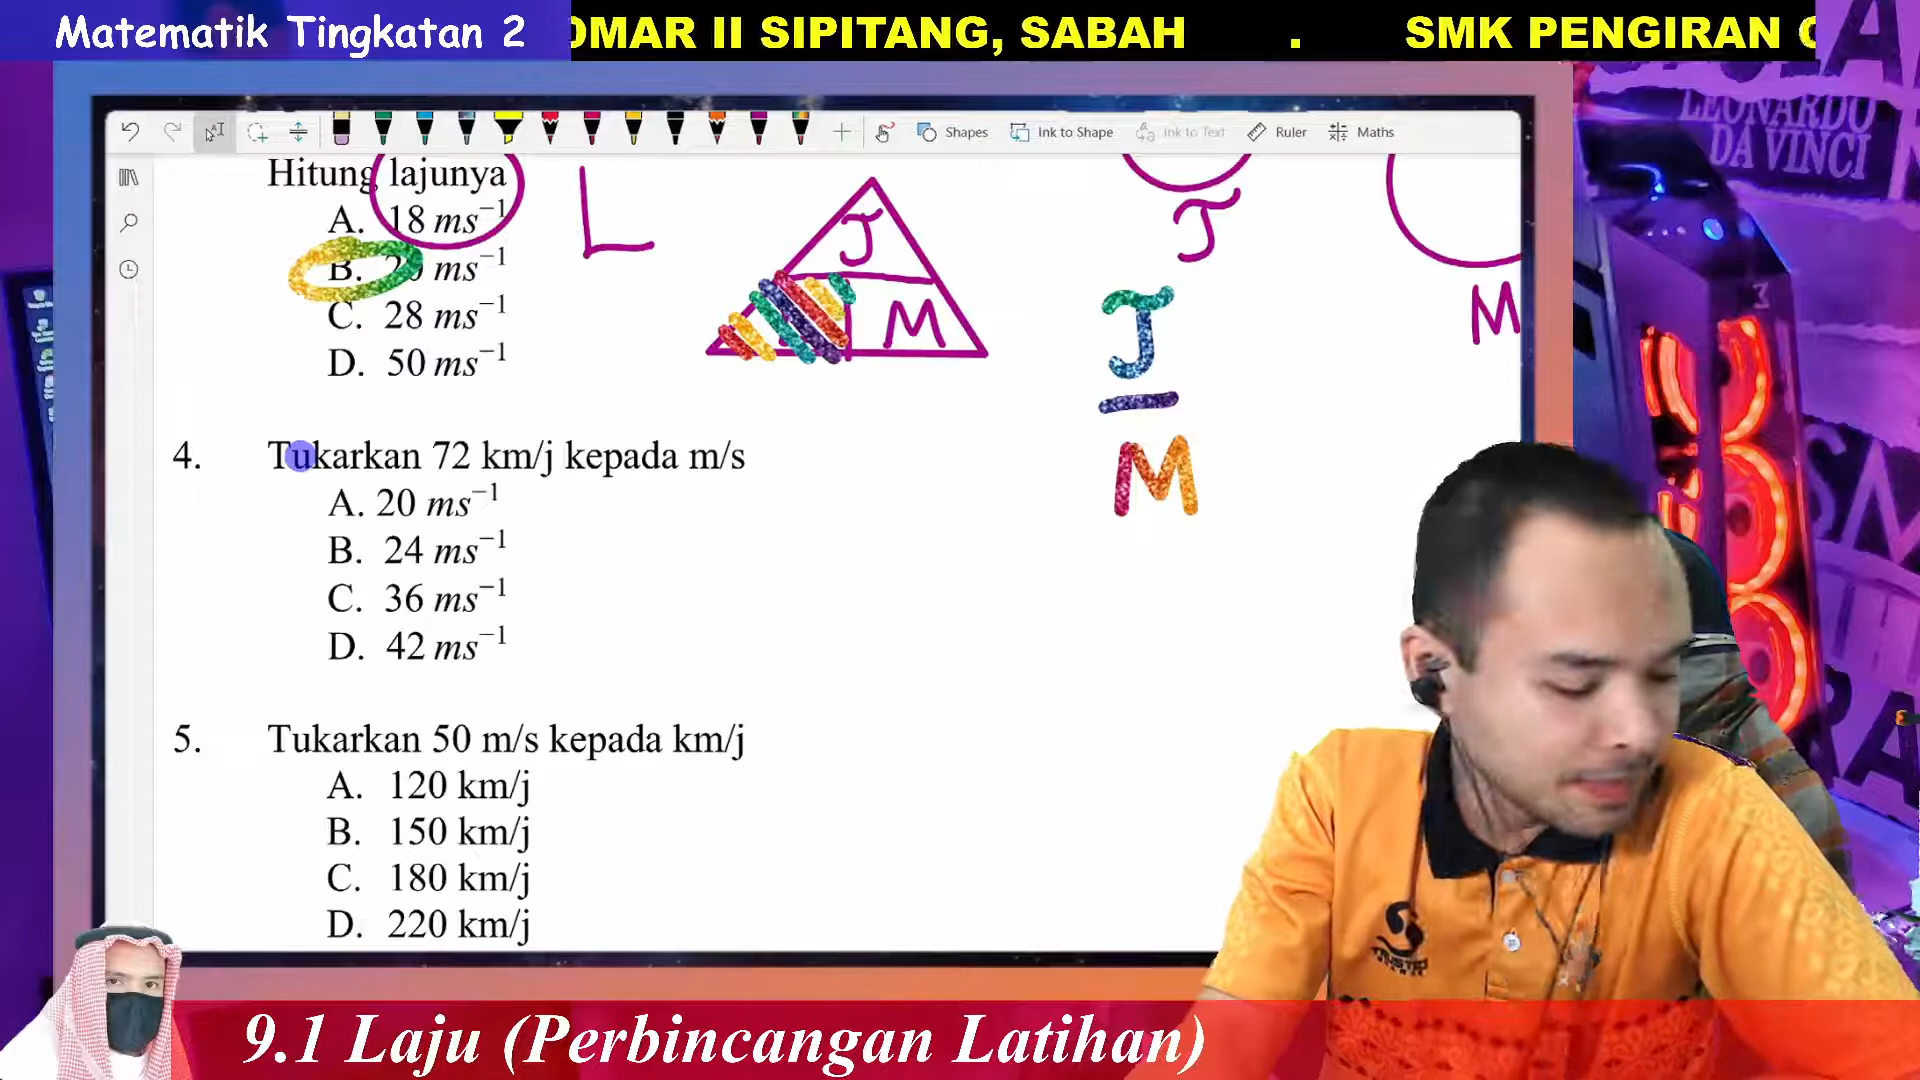 Matematik Tingkatan 2
OMAR II SIPITANG, SABAH . SMK PENGIRAN
Shapes Ink to Shape Ink to Text Ruler Maths
Hitung lajunya
A. 18 ms⁻¹
B. 20 ms⁻¹
C. 28 ms⁻¹
D. 50 ms⁻¹
L
J
M
J
M
J
M
4. Tukarkan 72 km/j kepada m/s
A. 20 ms⁻¹
B. 24 ms⁻¹
C. 36 ms⁻¹
D. 42 ms⁻¹
5. Tukarkan 50 m/s kepada km/j
A. 120 km/j
B. 150 km/j
C. 180 km/j
D. 220 km/j
LEONARDO
DA VINCI
9.1 Laju (Perbincangan Latihan)